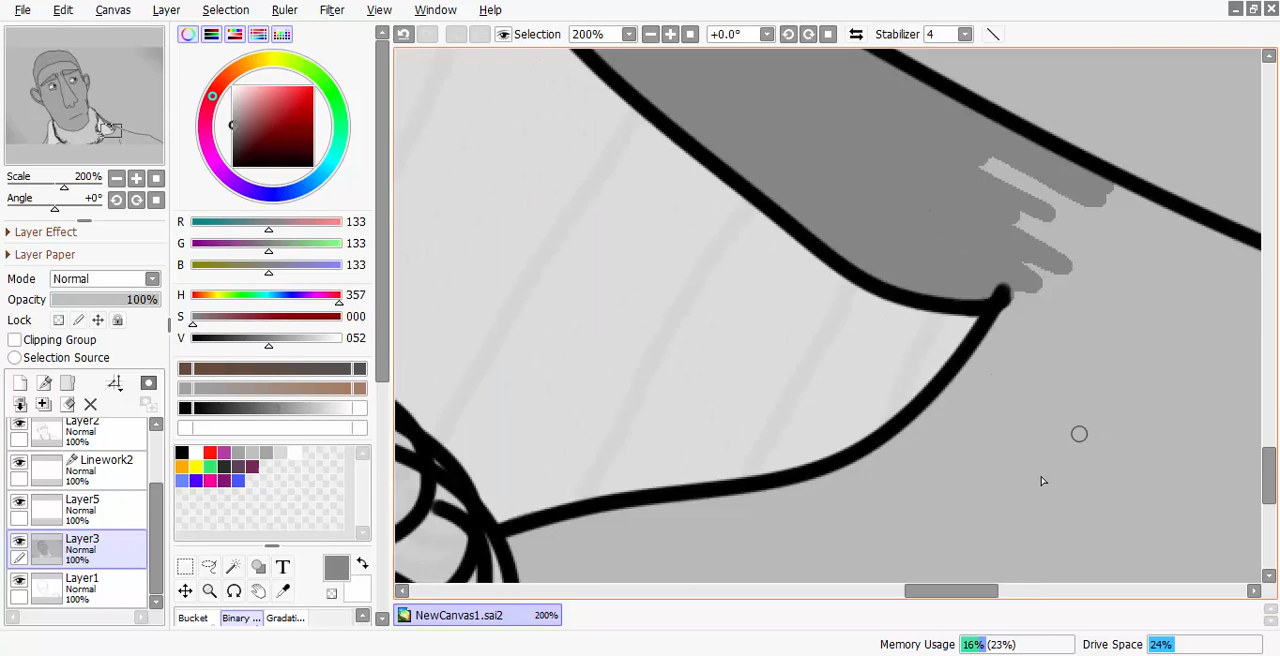 File Edit Canvas Layer Selection Ruler Filter View Window Help
Selection 200% +0.0° Stabilizer 4
Scale 200%
Angle +0°
Layer Effect
Layer Paper
Mode Normal
Opacity 100%
Lock
Clipping Group
Selection Source
Layer2
Normal
100%
Linework2
Normal
100%
Layer5
Normal
100%
Layer3
Normal
100%
Layer1
Normal
100%
R 133
G 133
B 133
H 357
S 000
V 052
T
Bucket Binary ... Gradati...
NewCanvas1.sai2 200%
Memory Usage 16% (23%) Drive Space 24%